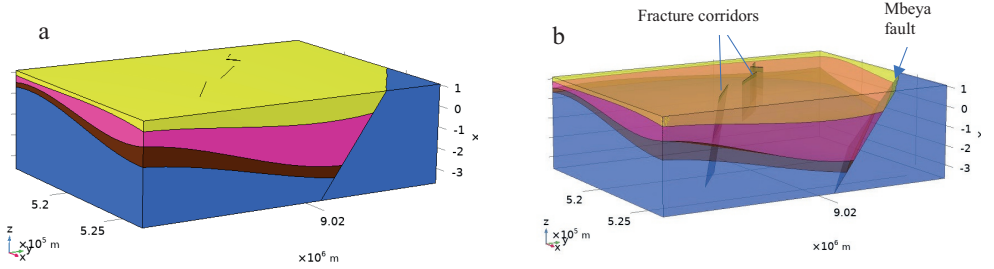 a
1
0
-1
-2
-3
x
5.2
5.25
9.02
×10⁵ m
×10⁶ m
z
y
x
Fracture corridors
Mbeya
fault
b
1
0
-1
-2
-3
x
5.2
5.25
9.02
×10⁵ m
×10⁶ m
z
y
x